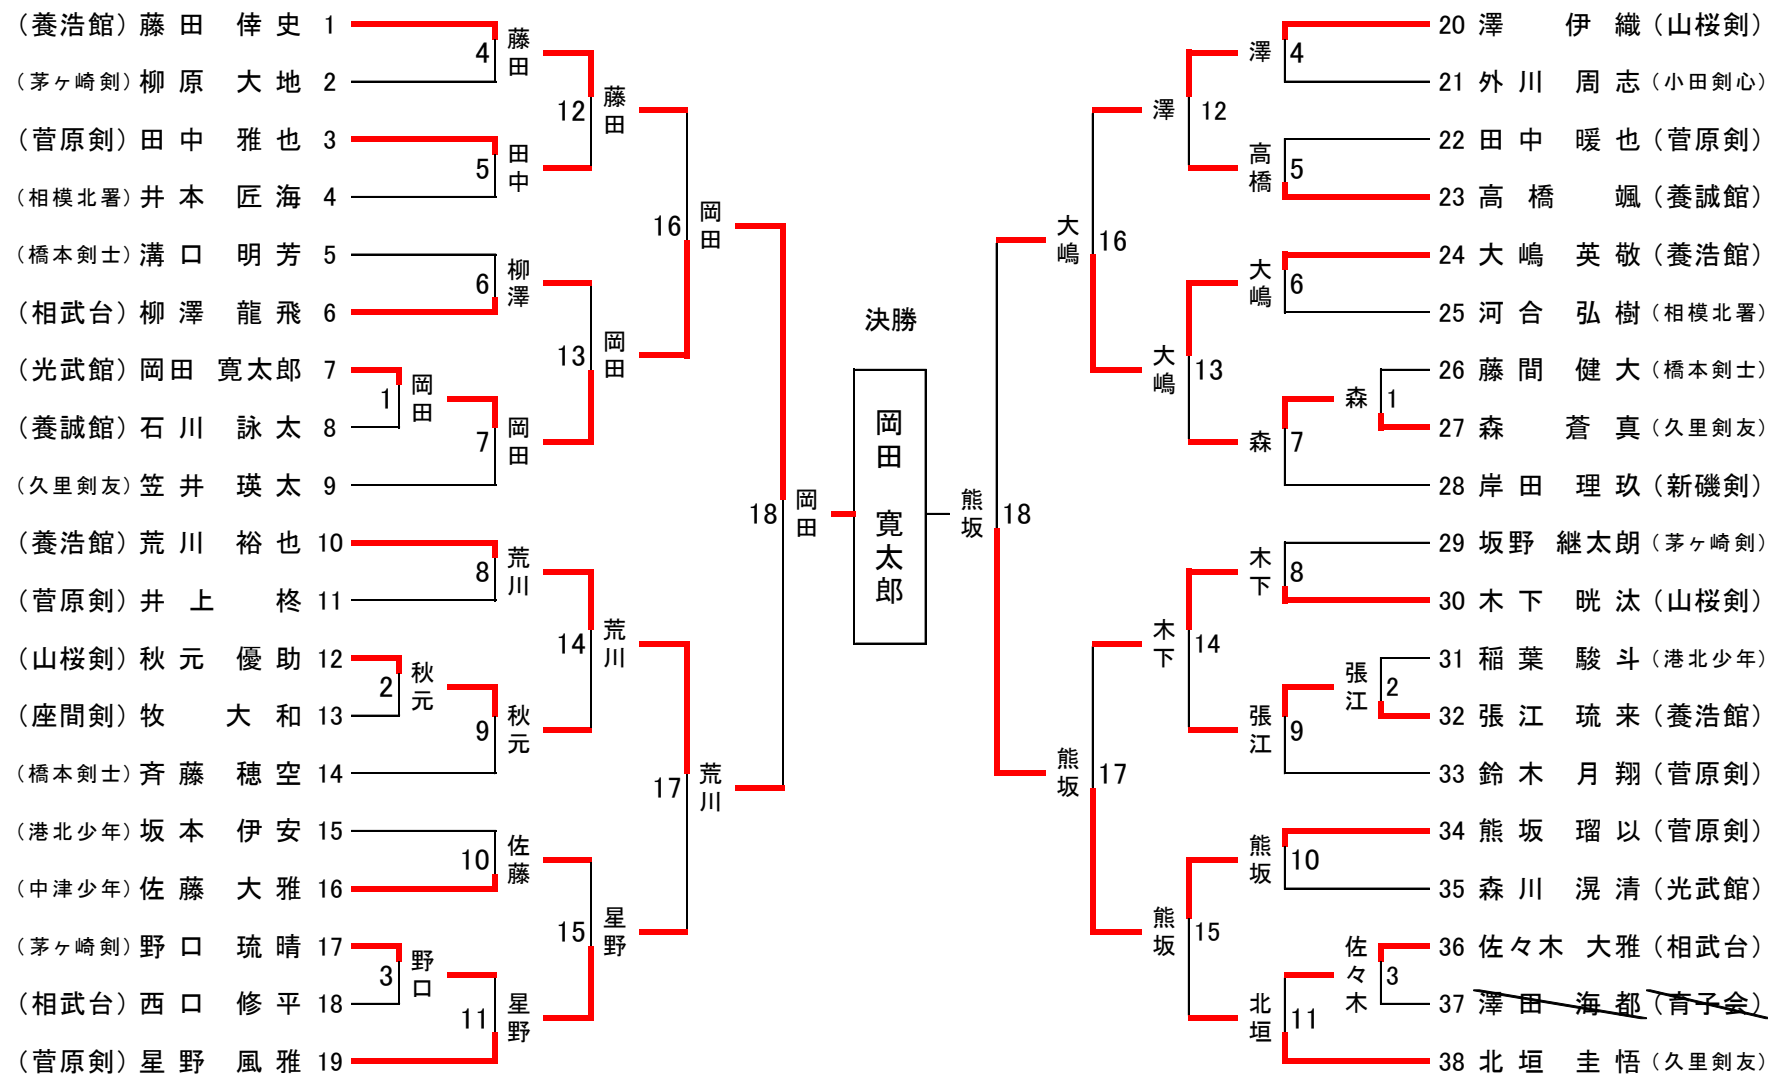 (養浩館) 藤田 倖史 1
(茅ヶ崎剣) 柳原 大地 2
(菅原剣) 田中 雅也 3
(相模北署) 井本 匠海 4
(橋本剣士) 溝口 明芳 5
(相武台) 柳澤 龍飛 6
(光武館) 岡田 寛太郎 7
(養誠館) 石川 詠太 8
(久里剣友) 笠井 瑛太 9
(養浩館) 荒川 裕也 10
(菅原剣) 井上 柊 11
(山桜剣) 秋元 優助 12
(座間剣) 牧 大和 13
(橋本剣士) 斉藤 穂空 14
(港北少年) 坂本 伊安 15
(中津少年) 佐藤 大雅 16
(茅ヶ崎剣) 野口 琉晴 17
(相武台) 西口 修平 18
(菅原剣) 星野 風雅 19
1 岡田
2 秋元
3 野口
4 藤田
5 田中
6 柳澤
7 岡田
8 荒川
9 秋元
10 佐藤
11 星野
12 藤田
13 岡田
14 荒川
15 星野
16 岡田
17 荒川
18 岡田
決勝
岡田 寛太郎
熊坂 18
大嶋 16
熊坂 17
澤 12
大嶋 13
木下 14
熊坂 15
澤 4
高橋 5
大嶋 6
森 7
木下 8
張江 9
熊坂 10
北垣 11
森 1
張江 2
佐々木 3
20 澤 伊織 (山桜剣)
21 外川 周志 (小田剣心)
22 田中 暖也 (菅原剣)
23 高橋 颯 (養誠館)
24 大嶋 英敬 (養浩館)
25 河合 弘樹 (相模北署)
26 藤間 健大 (橋本剣士)
27 森 蒼真 (久里剣友)
28 岸田 理玖 (新磯剣)
29 坂野 継太朗 (茅ヶ崎剣)
30 木下 晄汰 (山桜剣)
31 稲葉 駿斗 (港北少年)
32 張江 琉来 (養浩館)
33 鈴木 月翔 (菅原剣)
34 熊坂 瑠以 (菅原剣)
35 森川 滉清 (光武館)
36 佐々木 大雅 (相武台)
37 澤田 海都 (育子会)
38 北垣 圭悟 (久里剣友)